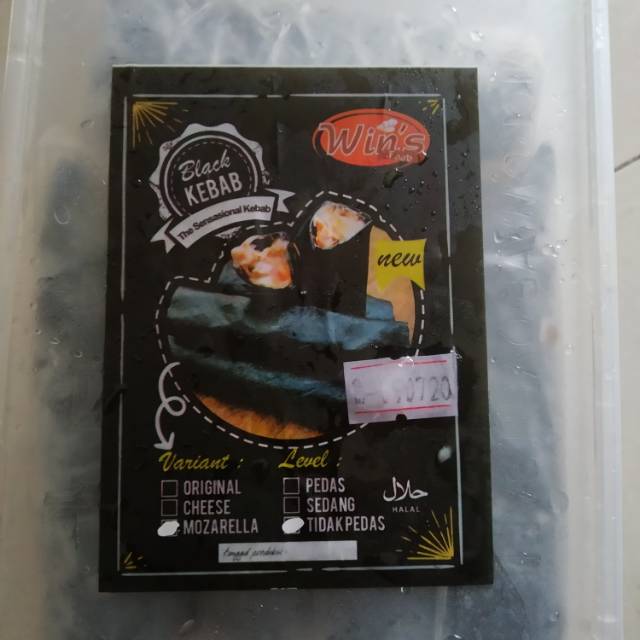 Black
KEBAB
The Sensasional Kebab
Win's
new
Variant :
ORIGINAL
CHEESE
MOZARELLA
Level :
PEDAS
SEDANG
TIDAK PEDAS
حلال
HALAL